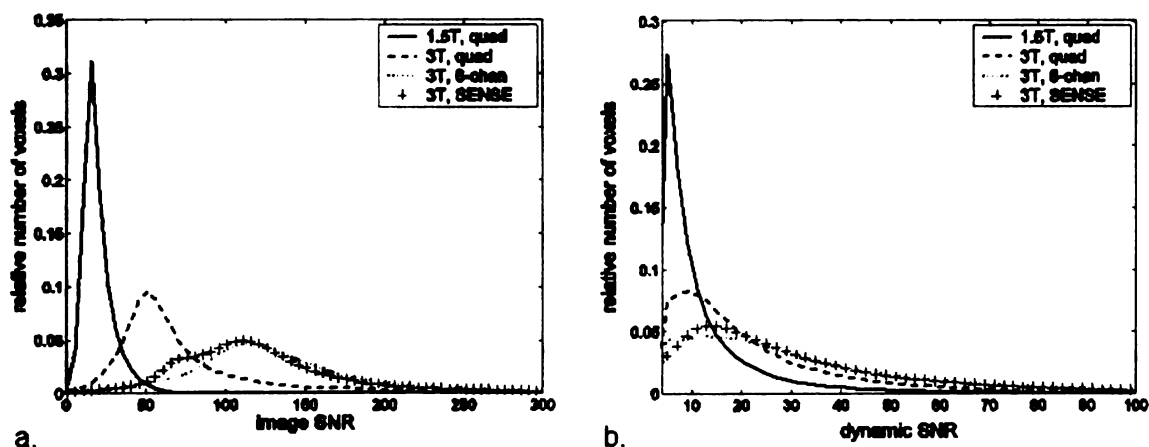 0.35
0.3
0.25
0.2
0.15
0.1
0.05
0
relative number of voxels
1.5T, quad
3T, quad
3T, 6-chan
3T, SENSE
0 50 100 150 200 250 300
image SNR
a.
0.3
0.25
0.2
0.15
0.1
0.05
0
relative number of voxels
1.5T, quad
3T, quad
3T, 6-chan
3T, SENSE
10 20 30 40 50 60 70 80 90 100
dynamic SNR
b.